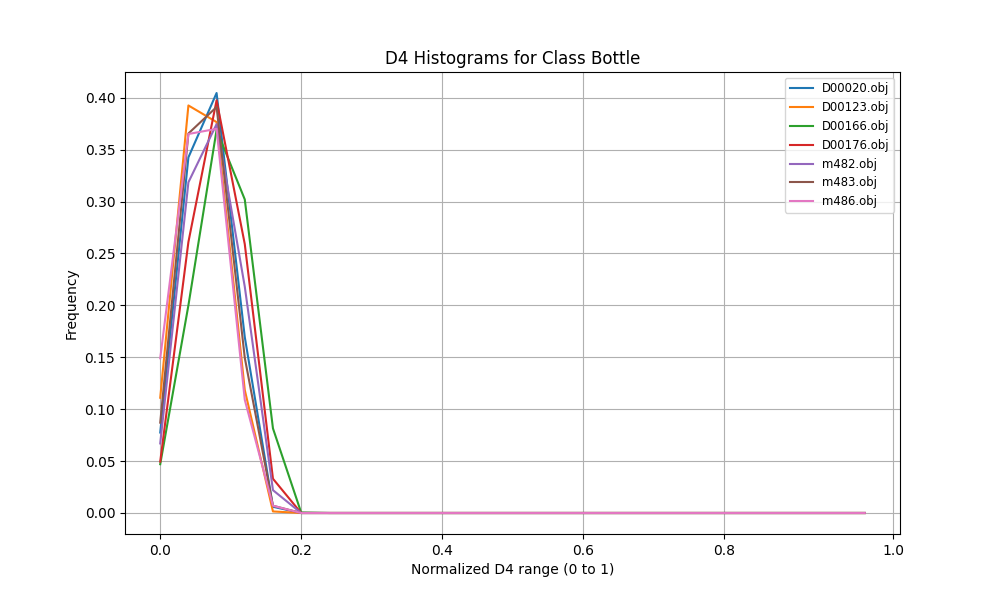 D4 Histograms for Class Bottle
D00020.obj
D00123.obj
D00166.obj
D00176.obj
m482.obj
m483.obj
m486.obj
Frequency
0.40
0.35
0.30
0.25
0.20
0.15
0.10
0.05
0.00
0.0 0.2 0.4 0.6 0.8 1.0
Normalized D4 range (0 to 1)